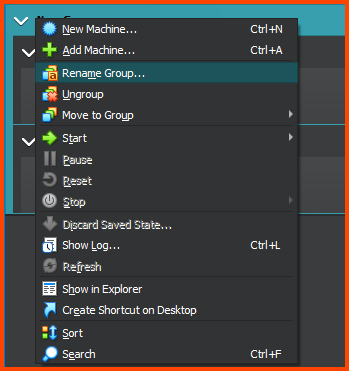 New Machine... Ctrl+N
Add Machine... Ctrl+A
Rename Group...
Ungroup
Move to Group
Start
Pause
Reset
Stop
Discard Saved State...
Show Log... Ctrl+L
Refresh
Show in Explorer
Create Shortcut on Desktop
Sort
Search Ctrl+F